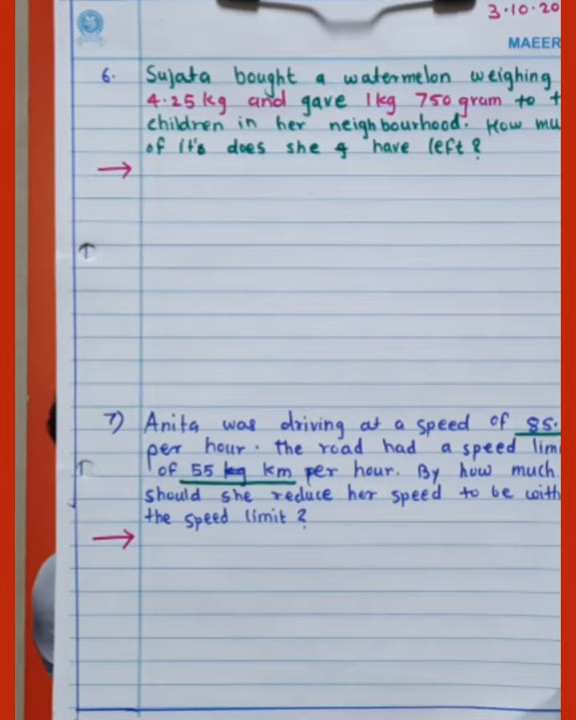 3.10.20
MAEER
6. Sujata bought a watermelon weighing
4.25 kg and gave 1 kg 750 gram to t
children in her neighbourhood. How mu
of it's does she have left?
7) Anita was driving at a speed of 85.
per hour. the road had a speed lim
of 55 km per hour. By how much
should she reduce her speed to be with
the speed limit?